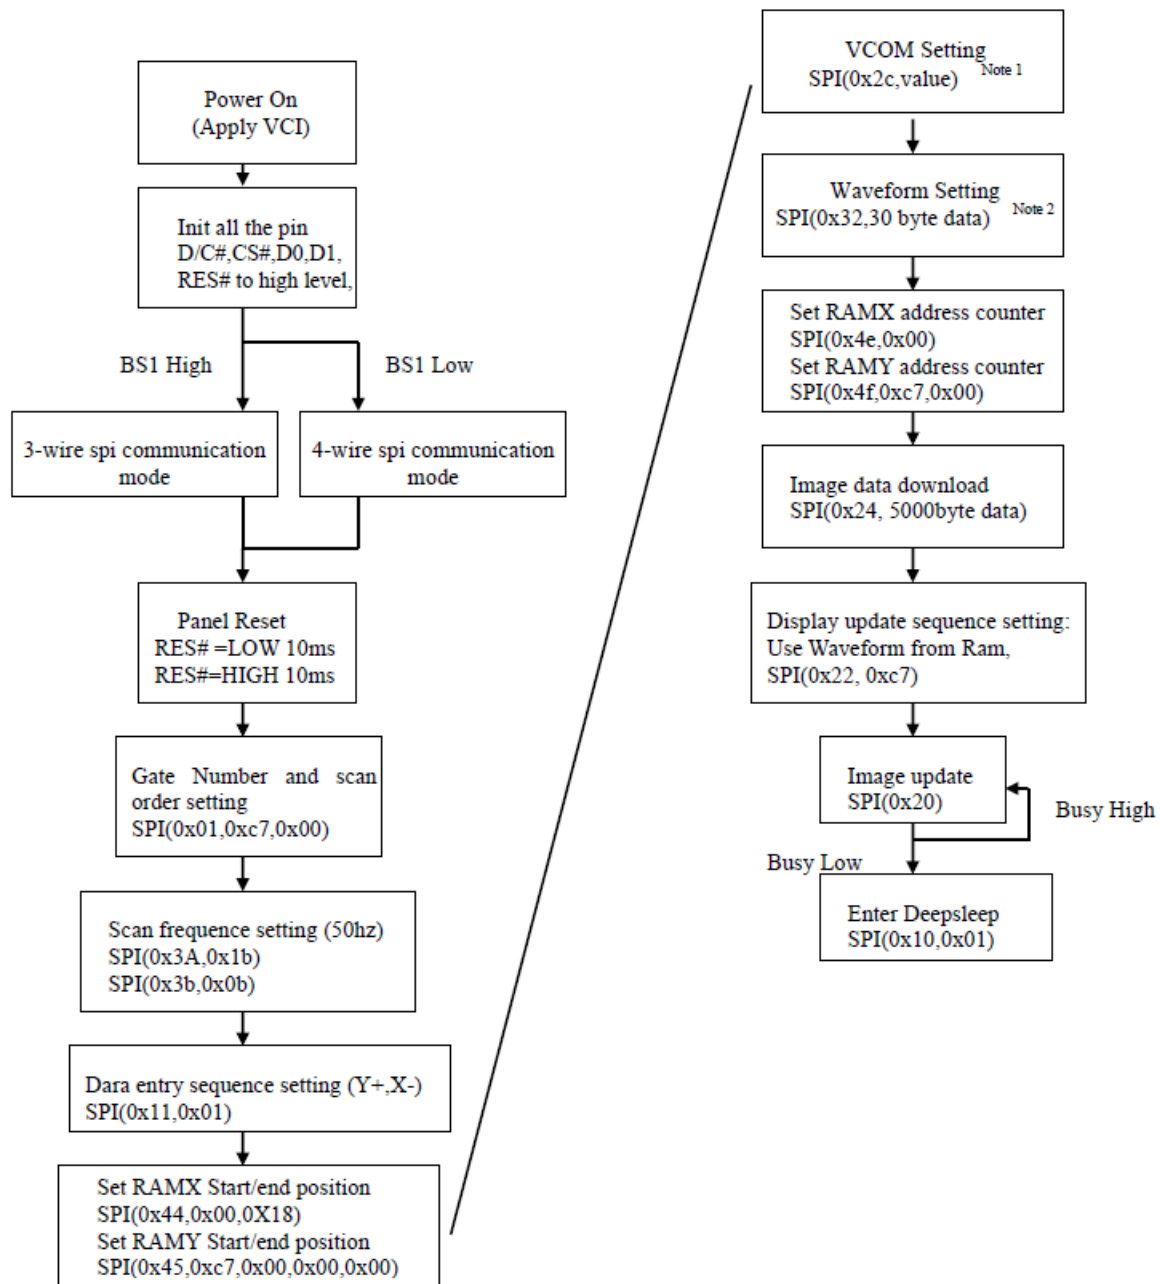 Power On
(Apply VCI)
Init all the pin
D/C#,CS#,D0,D1,
RES# to high level,
BS1 High
BS1 Low
3-wire spi communication
mode
4-wire spi communication
mode
Panel Reset
RES# =LOW 10ms
RES#=HIGH 10ms
Gate Number and scan
order setting
SPI(0x01,0xc7,0x00)
Scan frequence setting (50hz)
SPI(0x3A,0x1b)
SPI(0x3b,0x0b)
Dara entry sequence setting (Y+,X-)
SPI(0x11,0x01)
Set RAMX Start/end position
SPI(0x44,0x00,0X18)
Set RAMY Start/end position
SPI(0x45,0xc7,0x00,0x00,0x00)
VCOM Setting
SPI(0x2c,value) Note 1
Waveform Setting
SPI(0x32,30 byte data) Note 2
Set RAMX address counter
SPI(0x4e,0x00)
Set RAMY address counter
SPI(0x4f,0xc7,0x00)
Image data download
SPI(0x24, 5000byte data)
Display update sequence setting:
Use Waveform from Ram,
SPI(0x22, 0xc7)
Image update
SPI(0x20)
Busy High
Busy Low
Enter Deepsleep
SPI(0x10,0x01)